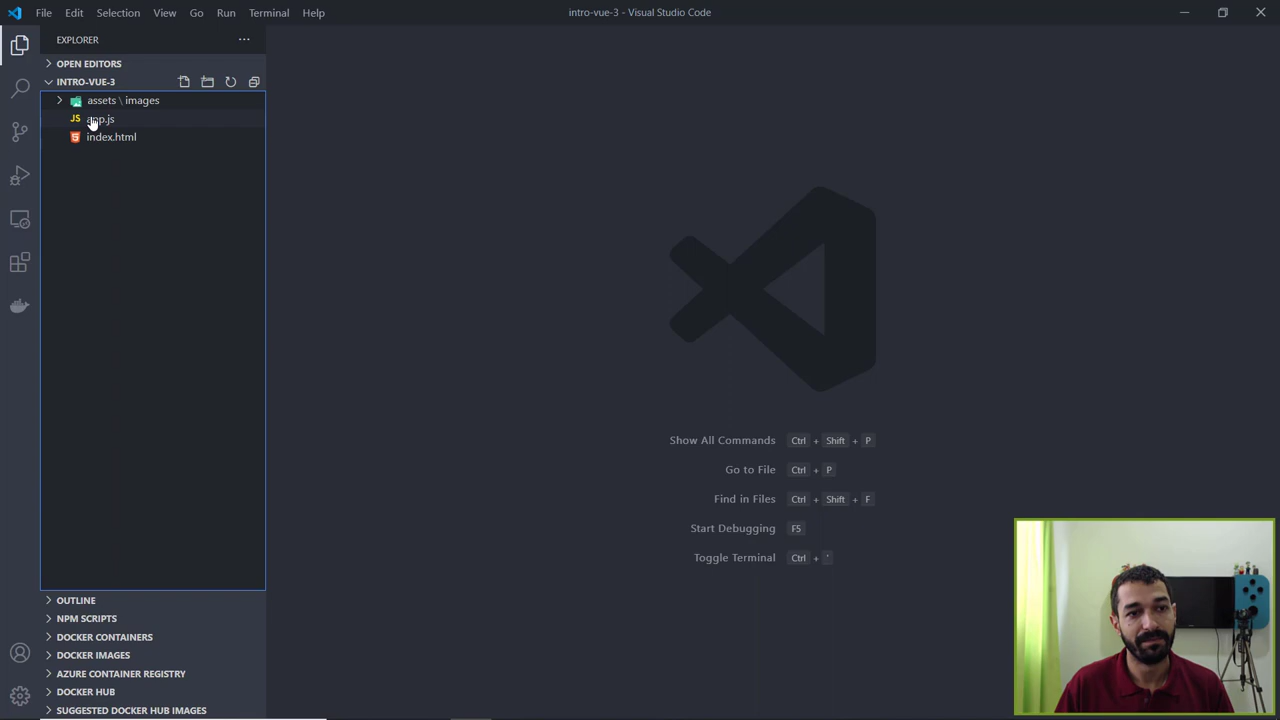 File Edit Selection View Go Run Terminal Help
intro-vue-3 - Visual Studio Code
EXPLORER
OPEN EDITORS
INTRO-VUE-3
assets \ images
JS app.js
index.html
Show All Commands Ctrl + Shift + P
Go to File Ctrl + P
Find in Files Ctrl + Shift + F
Start Debugging F5
Toggle Terminal Ctrl + '
OUTLINE
NPM SCRIPTS
DOCKER CONTAINERS
DOCKER IMAGES
AZURE CONTAINER REGISTRY
DOCKER HUB
SUGGESTED DOCKER HUB IMAGES